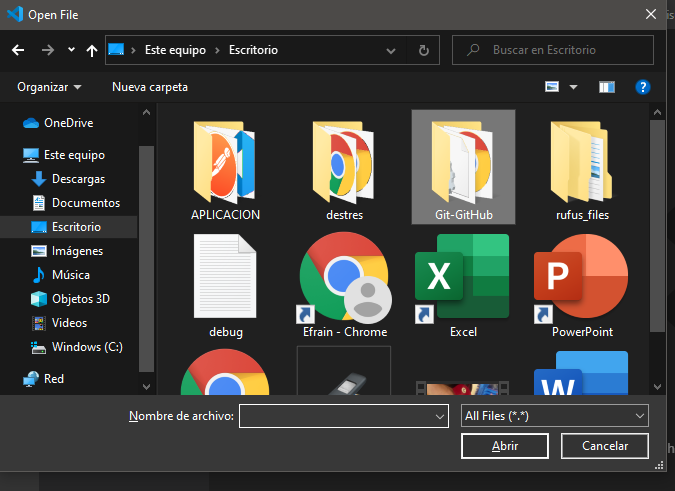 Open File
Este equipo
Escritorio
Buscar en Escritorio
Organizar
Nueva carpeta
?
OneDrive
Este equipo
Descargas
Documentos
Escritorio
Imágenes
Música
Objetos 3D
Videos
Windows (C:)
Red
APLICACION
destres
Git-GitHub
rufus_files
debug
Efrain - Chrome
X
Excel
P
PowerPoint
W
Nombre de archivo:
All Files (*.*)
Abrir
Cancelar